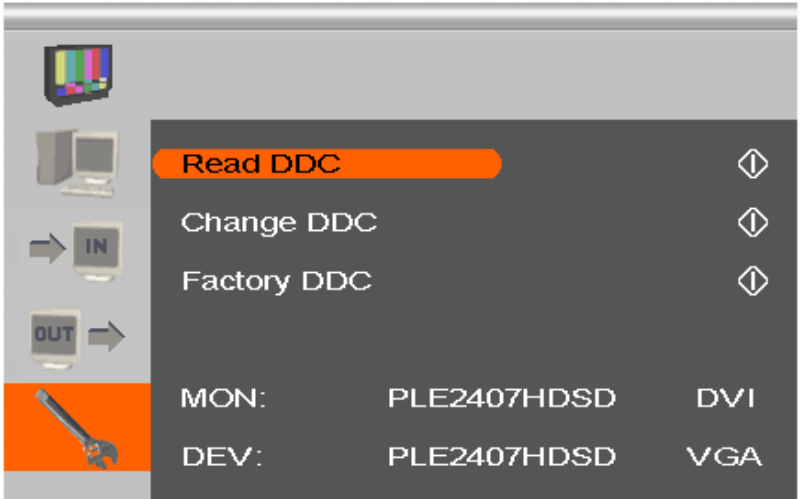 Read DDC
Change DDC
IN
Factory DDC
OUT
MON: PLE2407HDSD DVI
DEV: PLE2407HDSD VGA